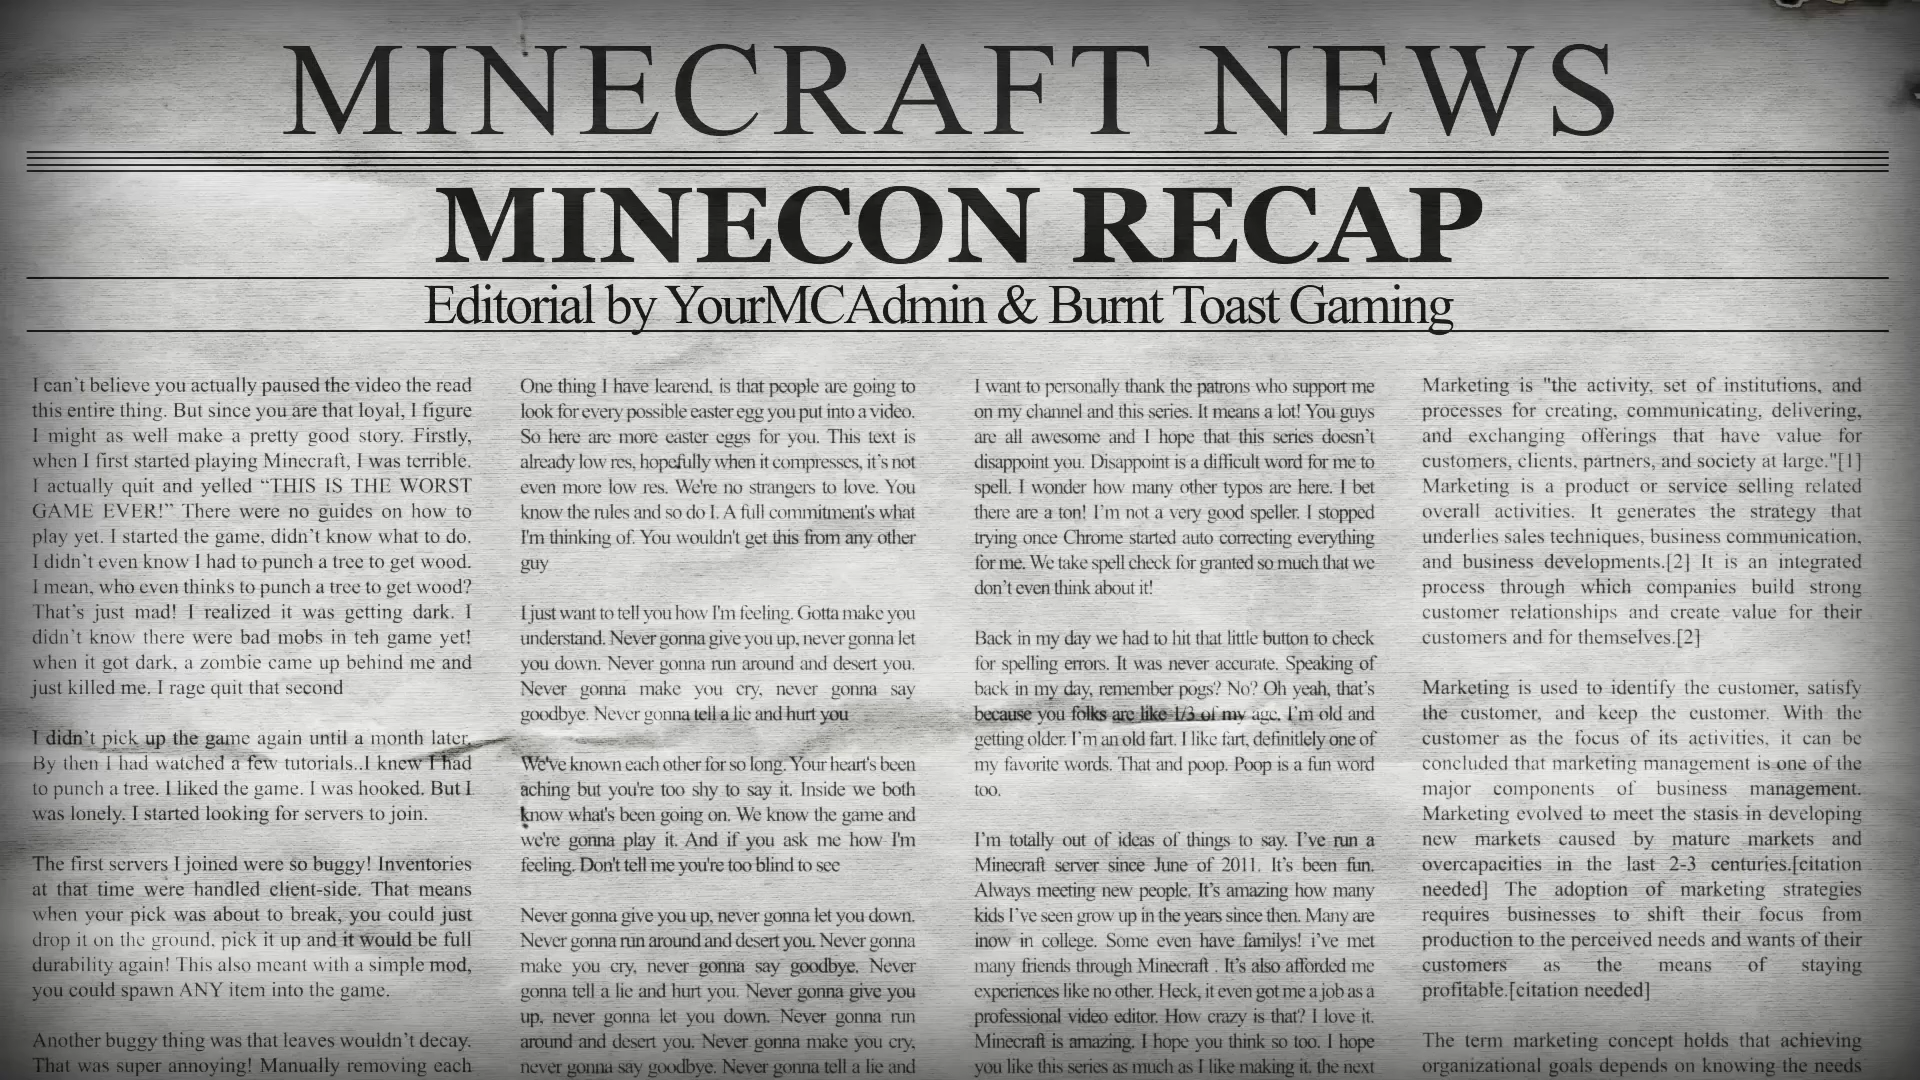 MINECRAFT NEWS
MINECON RECAP
Editorial by YourMCAdmin & Burnt Toast Gaming
I can't believe you actually paused the video the read
this entire thing. But since you are that loyal, I figure
I might as well make a pretty good story. Firstly,
when I first started playing Minecraft, I was terrible.
I actually quit and yelled “THIS IS THE WORST
GAME EVER!” There were no guides on how to
play yet. I started the game, didn't know what to do.
I didn't even know I had to punch a tree to get wood.
I mean, who even thinks to punch a tree to get wood?
That's just mad! I realized it was getting dark. I
didn't know there were bad mobs in teh game yet!
when it got dark, a zombie came up behind me and
just killed me. I rage quit that second
I didn't pick up the game again until a month later,
By then I had watched a few tutorials..I knew I had
to punch a tree. I liked the game. I was hooked. But I
was lonely. I started looking for servers to join.
The first servers I joined were so buggy! Inventories
at that time were handled client-side. That means
when your pick was about to break, you could just
drop it on the ground, pick it up and it would be full
durability again! This also meant with a simple mod,
you could spawn ANY item into the game.
Another buggy thing was that leaves wouldn't decay.
That was super annoying! Manually removing each
One thing I have learend, is that people are going to
look for every possible easter egg you put into a video.
So here are more easter eggs for you. This text is
already low res, hopefully when it compresses, it's not
even more low res. We're no strangers to love. You
know the rules and so do I. A full commitment's what
I'm thinking of. You wouldn't get this from any other
guy
I just want to tell you how I'm feeling. Gotta make you
understand. Never gonna give you up, never gonna let
you down. Never gonna run around and desert you.
Never gonna make you cry, never gonna say
goodbye. Never gonna tell a lie and hurt you
We've known each other for so long. Your heart's been
aching but you're too shy to say it. Inside we both
know what's been going on. We know the game and
we're gonna play it. And if you ask me how I'm
feeling. Don't tell me you're too blind to see
Never gonna give you up, never gonna let you down.
Never gonna run around and desert you. Never gonna
make you cry, never gonna say goodbye. Never
gonna tell a lie and hurt you. Never gonna give you
up, never gonna let you down. Never gonna run
around and desert you. Never gonna make you cry,
never gonna say goodbye. Never gonna tell a lie and
I want to personally thank the patrons who support me
on my channel and this series. It means a lot! You guys
are all awesome and I hope that this series doesn't
disappoint you. Disappoint is a difficult word for me to
spell. I wonder how many other typos are here. I bet
there are a ton! I'm not a very good speller. I stopped
trying once Chrome started auto correcting everything
for me. We take spell check for granted so much that we
don't even think about it!
Back in my day we had to hit that little button to check
for spelling errors. It was never accurate. Speaking of
back in my day, remember pogs? No? Oh yeah, that's
because you folks are like 1/3 of my age. I'm old and
getting older. I'm an old fart. I like fart, definitlely one of
my favorite words. That and poop. Poop is a fun word
too.
I'm totally out of ideas of things to say. I've run a
Minecraft server since June of 2011. It's been fun.
Always meeting new people. It's amazing how many
kids I've seen grow up in the years since then. Many are
inow in college. Some even have familys! i've met
many friends through Minecraft . It's also afforded me
experiences like no other. Heck, it even got me a job as a
professional video editor. How crazy is that? I love it.
Minecraft is amazing. I hope you think so too. I hope
you like this series as much as I like making it. the next
Marketing is "the activity, set of institutions, and
processes for creating, communicating, delivering,
and exchanging offerings that have value for
customers, clients, partners, and society at large."[1]
Marketing is a product or service selling related
overall activities. It generates the strategy that
underlies sales techniques, business communication,
and business developments.[2] It is an integrated
process through which companies build strong
customer relationships and create value for their
customers and for themselves.[2]
Marketing is used to identify the customer, satisfy
the customer, and keep the customer. With the
customer as the focus of its activities, it can be
concluded that marketing management is one of the
major components of business management.
Marketing evolved to meet the stasis in developing
new markets caused by mature markets and
overcapacities in the last 2-3 centuries.[citation
needed] The adoption of marketing strategies
requires businesses to shift their focus from
production to the perceived needs and wants of their
customers as the means of staying
profitable.[citation needed]
The term marketing concept holds that achieving
organizational goals depends on knowing the needs